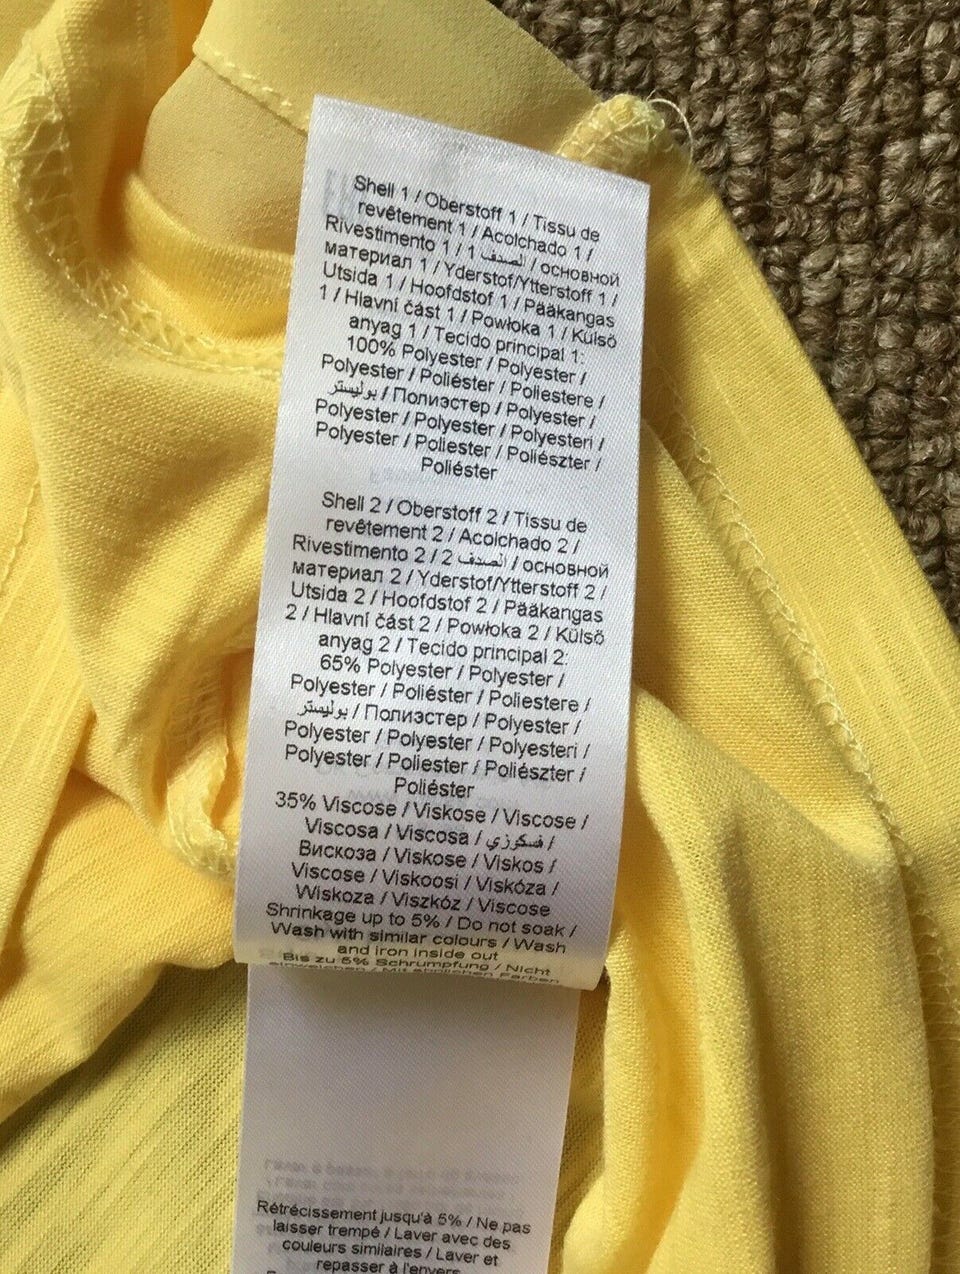 Shell 1 / Oberstoff 1 / Tissu de
revêtement 1 / Acolchado 1 /
Rivestimento 1 / الصدف 1 / основной
материал 1 / Yderstof/Ytterstoff 1 /
Utsida 1 / Hoofdstof 1 / Pääkangas
1 / Hlavní část 1 / Powłoka 1 / Külsö
anyag 1 / Tecido principal 1:
100% Polyester / Polyester /
Polyester / Poliéster / Poliestere /
بوليستر / Полиэстер / Polyester /
Polyester / Polyester / Polyesteri /
Polyester / Poliester / Poliészter /
Poliéster
Shell 2 / Oberstoff 2 / Tissu de
revêtement 2 / Acolchado 2 /
Rivestimento 2 / الصدف 2 / основной
материал 2 / Yderstof/Ytterstoff 2 /
Utsida 2 / Hoofdstof 2 / Pääkangas
2 / Hlavní část 2 / Powłoka 2 / Külsö
anyag 2 / Tecido principal 2:
65% Polyester / Polyester /
Polyester / Poliéster / Poliestere /
بوليستر / Полиэстер / Polyester /
Polyester / Polyester / Polyesteri /
Polyester / Poliester / Poliészter /
Poliéster
35% Viscose / Viskose / Viscose /
Viscosa / Viscosa / فسكوزي /
Вискоза / Viskose / Viskos /
Viscose / Viskoosi / Viskóza /
Wiskoza / Viszkóz / Viscose
Shrinkage up to 5% / Do not soak /
Wash with similar colours / Wash
and iron inside out
Bis zu 5% Schrumpfung / Nicht
einweichen / Mit ähnlichen Farben
Rétrécissement jusqu'à 5% / Ne pas
laisser trempé / Laver avec des
couleurs similaires / Laver et
repasser à l'envers